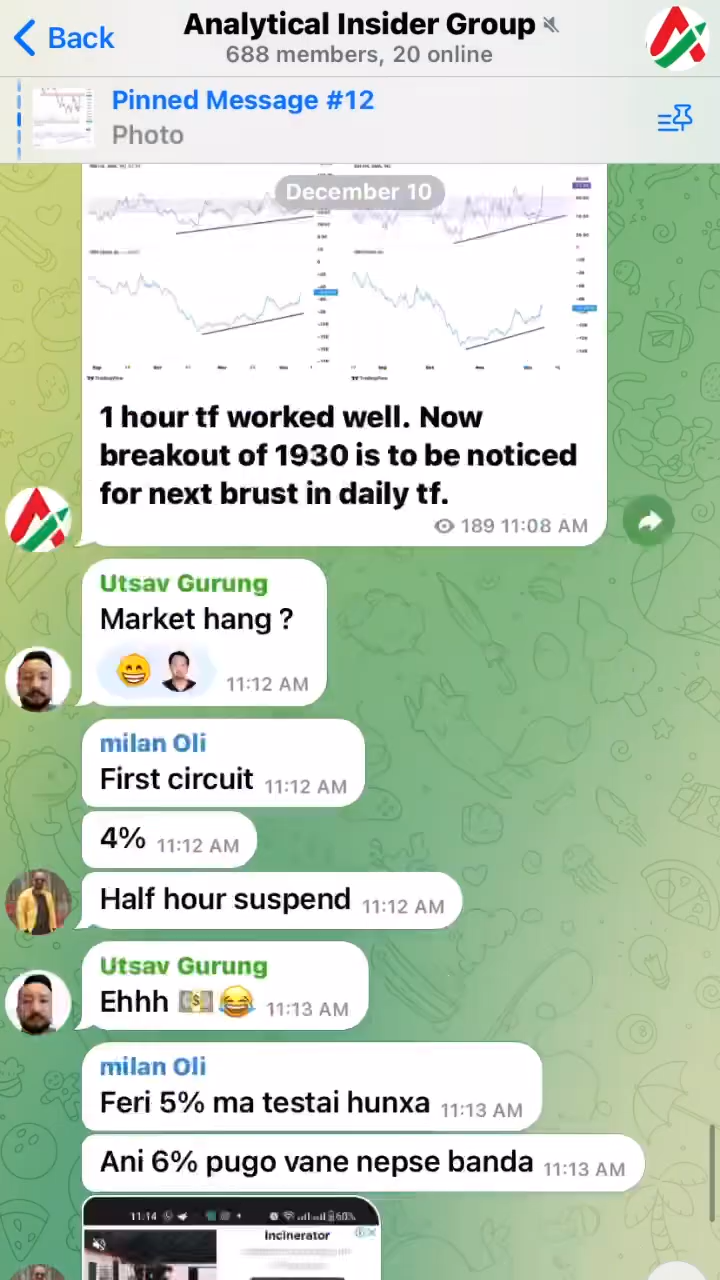 Back
Analytical Insider Group
688 members, 20 online
Pinned Message #12
Photo
December 10
TradingView
TradingView
1 hour tf worked well. Now
breakout of 1930 is to be noticed
for next brust in daily tf.
189 11:08 AM
Utsav Gurung
Market hang ?
11:12 AM
milan Oli
First circuit 11:12 AM
4% 11:12 AM
Half hour suspend 11:12 AM
Utsav Gurung
Ehhh 💵😂 11:13 AM
milan Oli
Feri 5% ma testai hunxa 11:13 AM
Ani 6% pugo vane nepse banda 11:13 AM
11.14
60%
Incinerator